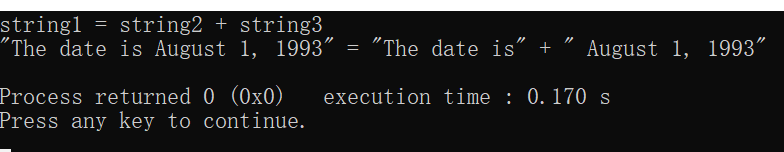 string1 = string2 + string3
"The date is August 1, 1993" = "The date is" + " August 1, 1993"
Process returned 0 (0x0)   execution time : 0.170 s
Press any key to continue.